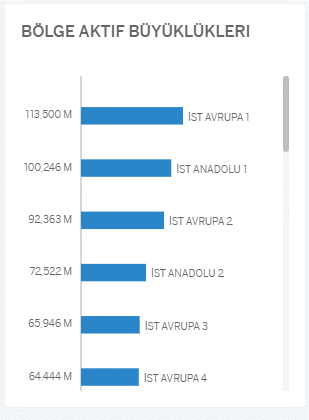 BÖLGE AKTIF BÜYÜKLÜKLERI
113,500 M İST AVRUPA 1
100,246 M İST ANADOLU 1
92,363 M İST AVRUPA 2
72,522 M İST ANADOLU 2
65,946 M İST AVRUPA 3
64,444 M İST AVRUPA 4